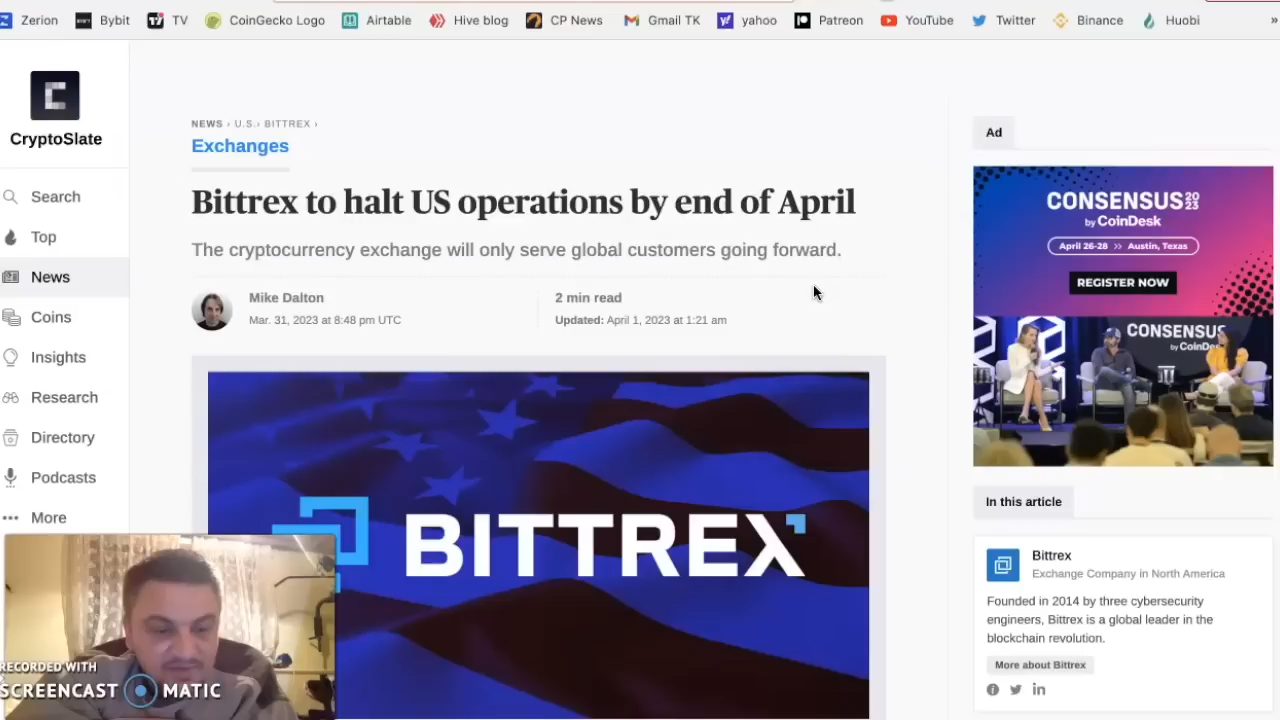 Zerion Bybit TV CoinGecko Logo Airtable Hive blog CP News Gmail TK yahoo Patreon YouTube Twitter Binance Huobi »
CryptoSlate
Search
Top
News
Coins
Insights
Research
Directory
Podcasts
More
NEWS › U.S. › BITTREX ›
Exchanges
Bittrex to halt US operations by end of April
The cryptocurrency exchange will only serve global customers going forward.
Mike Dalton
Mar. 31, 2023 at 8:48 pm UTC
2 min read
Updated: April 1, 2023 at 1:21 am
BITTREX
Ad
CONSENSUS 2023
by CoinDesk
April 26-28 >> Austin, Texas
REGISTER NOW
CONSENSUS
by CoinDesk
In this article
Bittrex
Exchange Company in North America
Founded in 2014 by three cybersecurity
engineers, Bittrex is a global leader in the
blockchain revolution.
More about Bittrex
RECORDED WITH
SCREENCAST MATIC